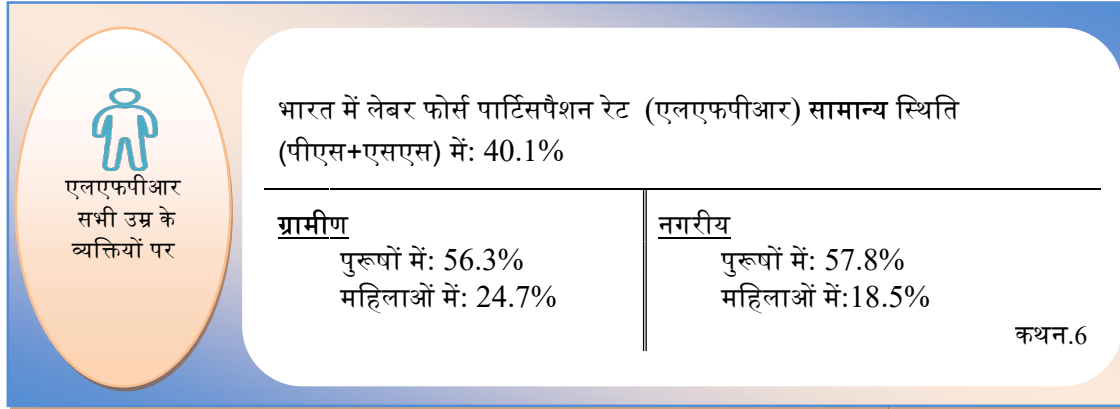 एलएफपीआर
सभी उम्र के
व्यक्तियों पर
भारत में लेबर फोर्स पार्टिसपैशन रेट (एलएफपीआर) सामान्य स्थिति
(पीएस+एसएस) में: 40.1%
ग्रामीण
पुरूषों में: 56.3%
महिलाओं में: 24.7%
नगरीय
पुरूषों में: 57.8%
महिलाओं में:18.5%
कथन.6